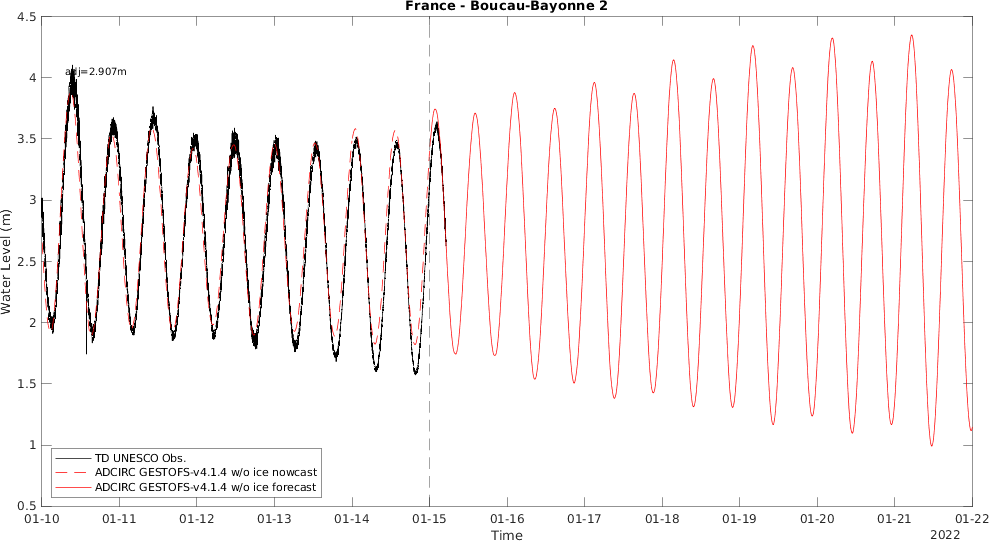 France - Boucau-Bayonne 2
4.5
4
3.5
3
2.5
2
1.5
1
0.5
Water Level (m)
adj=2.907m
TD UNESCO Obs.
ADCIRC GESTOFS-v4.1.4 w/o ice nowcast
ADCIRC GESTOFS-v4.1.4 w/o ice forecast
01-10 01-11 01-12 01-13 01-14 01-15 01-16 01-17 01-18 01-19 01-20 01-21 01-22
Time
2022